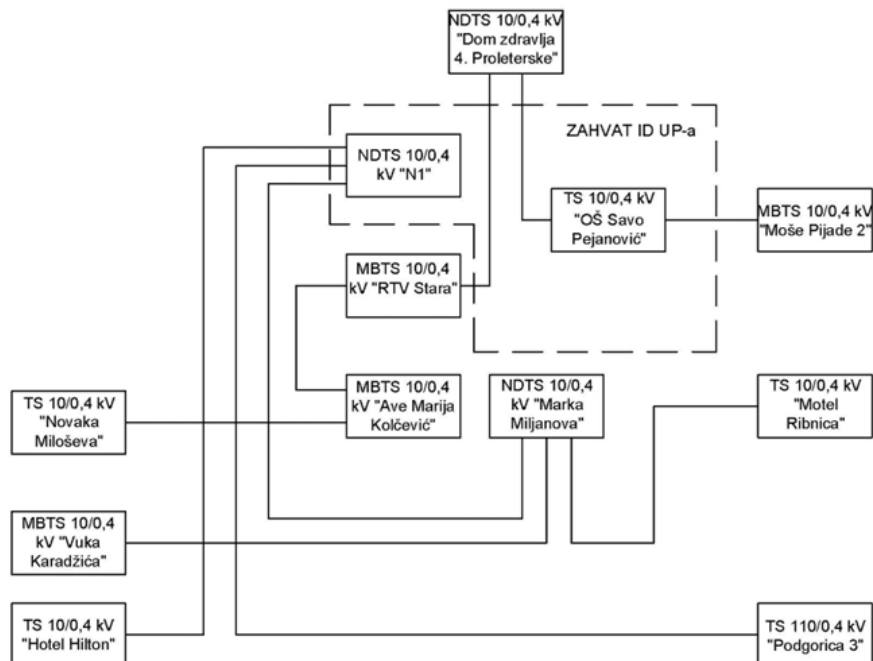 NDTS 10/0,4 kV
"Dom zdravlja
4. Proleterske"
ZAHVAT ID UP-a
NDTS 10/0,4
kV "N1"
TS 10/0,4 kV
"OŠ Savo
Pejanović"
MBTS 10/0,4 kV
"Moše Pijade 2"
MBTS 10/0,4
kV "RTV Stara"
TS 10/0,4 kV
"Novaka
Miloševa"
MBTS 10/0,4
kV "Ave Marija
Kolčević"
NDTS 10/0,4
kV "Marka
Miljanova"
TS 10/0,4 kV
"Motel
Ribnica"
MBTS 10/0,4
kV "Vuka
Karadžića"
TS 10/0,4 kV
"Hotel Hilton"
TS 110/0,4 kV
"Podgorica 3"